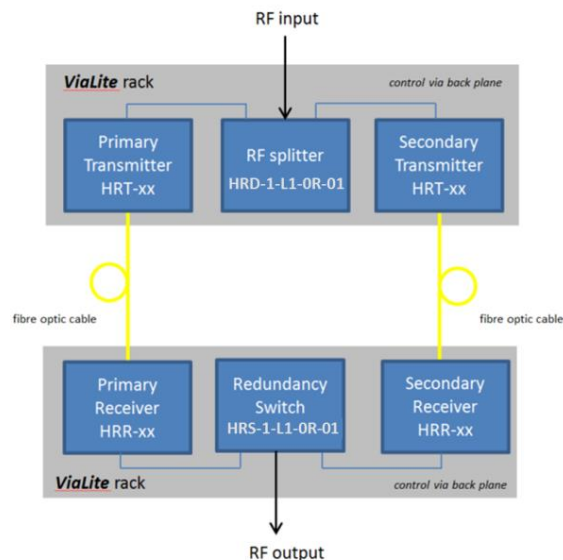 RF input
ViaLite rack
control via back plane
Primary
Transmitter
HRT-xx
RF splitter
HRD-1-L1-0R-01
Secondary
Transmitter
HRT-xx
fibre optic cable
fibre optic cable
Primary
Receiver
HRR-xx
Redundancy
Switch
HRS-1-L1-0R-01
Secondary
Receiver
HRR-xx
ViaLite rack
control via back plane
RF output